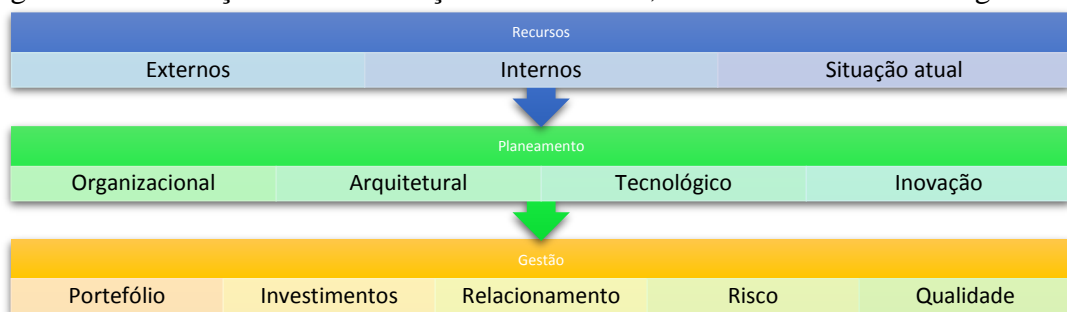 Recursos
Externos Internos Situação atual
Planeamento
Organizacional Arquitetural Tecnológico Inovação
Gestão
Portefólio Investimentos Relacionamento Risco Qualidade